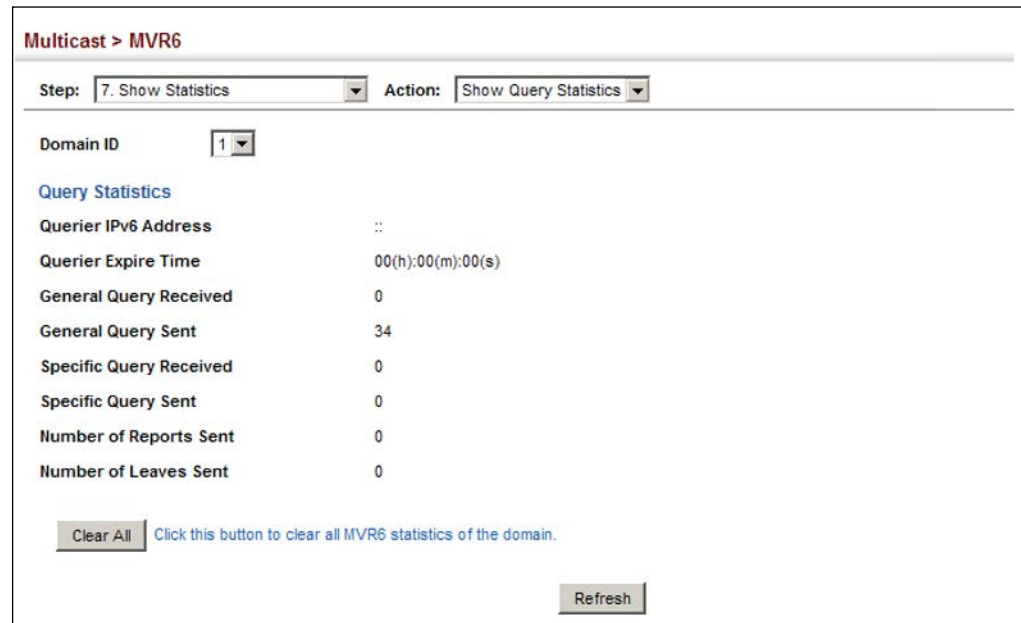 Multicast > MVR6
Step: 7. Show Statistics Action: Show Query Statistics
Domain ID 1
Query Statistics
Querier IPv6 Address ::
Querier Expire Time 00(h):00(m):00(s)
General Query Received 0
General Query Sent 34
Specific Query Received 0
Specific Query Sent 0
Number of Reports Sent 0
Number of Leaves Sent 0
Clear All Click this button to clear all MVR6 statistics of the domain.
Refresh